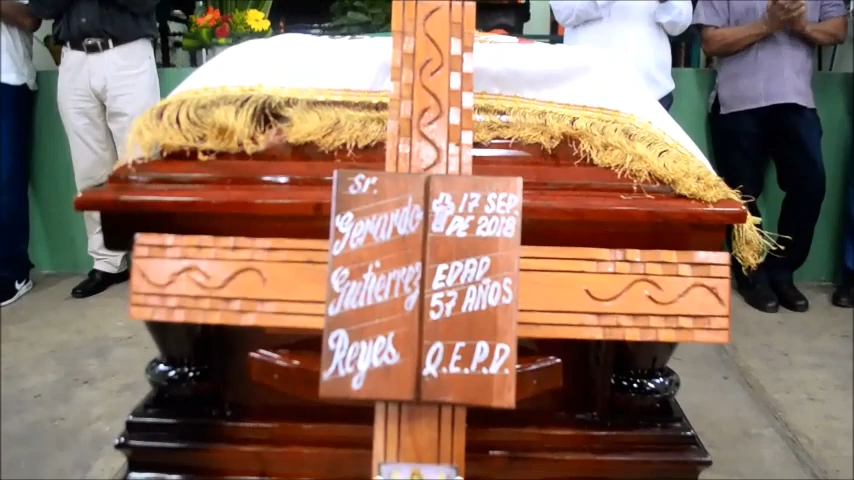 Sr.
Gerardo
Gutierrez
Reyes
✝ 17 SEP.
DE 2018
EDAD
57 AÑOS
Q.E.P.D.